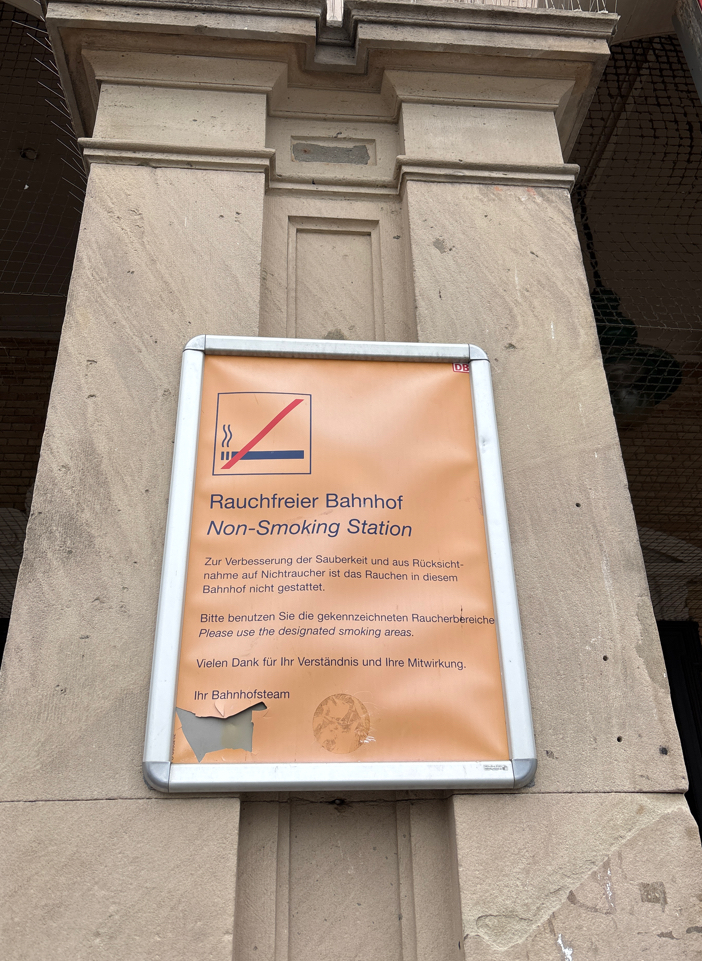 DB
Rauchfreier Bahnhof
Non-Smoking Station
Zur Verbesserung der Sauberkeit und aus Rücksicht-
nahme auf Nichtraucher ist das Rauchen in diesem
Bahnhof nicht gestattet.
Bitte benutzen Sie die gekennzeichneten Raucherbereiche
Please use the designated smoking areas.
Vielen Dank für Ihr Verständnis und Ihre Mitwirkung.
Ihr Bahnhofsteam